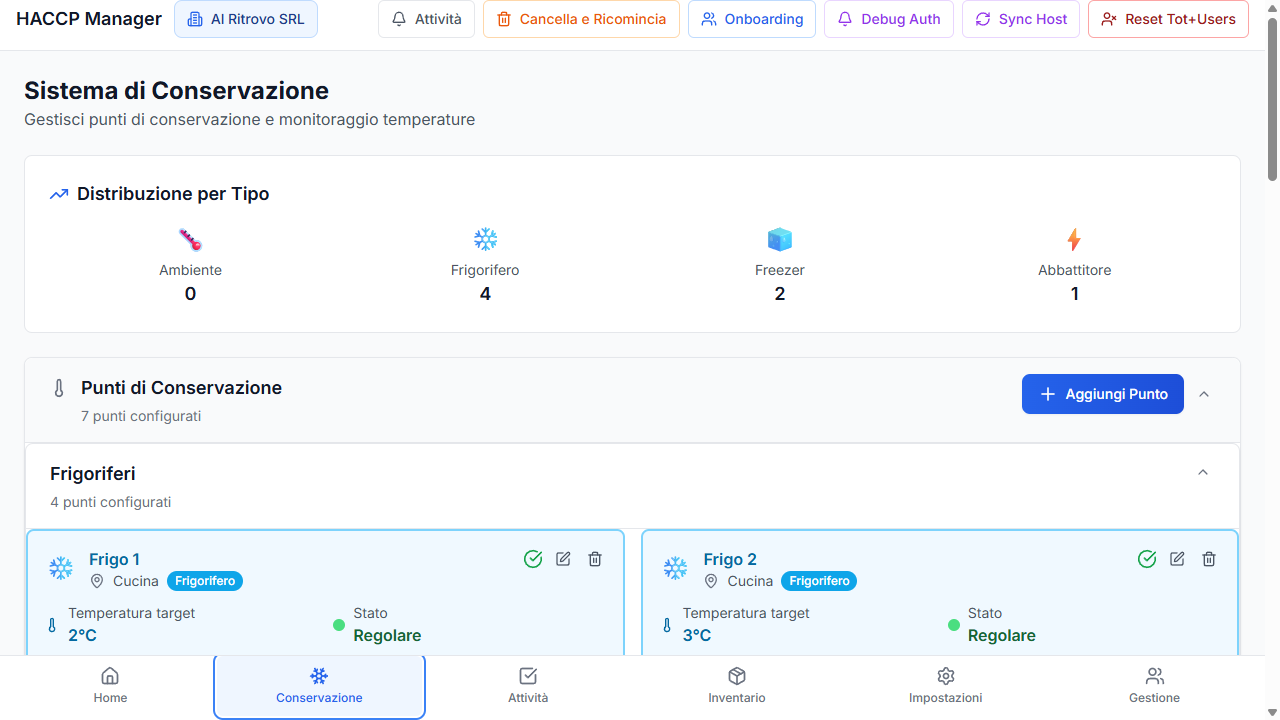 HACCP Manager
Al Ritrovo SRL
Attività
Cancella e Ricomincia
Onboarding
Debug Auth
Sync Host
Reset Tot+Users
Sistema di Conservazione
Gestisci punti di conservazione e monitoraggio temperature
Distribuzione per Tipo
Ambiente
0
Frigorifero
4
Freezer
2
Abbattitore
1
Punti di Conservazione
7 punti configurati
Aggiungi Punto
Frigoriferi
4 punti configurati
Frigo 1
Cucina Frigorifero
Temperatura target
2°C
Stato
Regolare
Frigo 2
Cucina Frigorifero
Temperatura target
3°C
Stato
Regolare
Home
Conservazione
Attività
Inventario
Impostazioni
Gestione